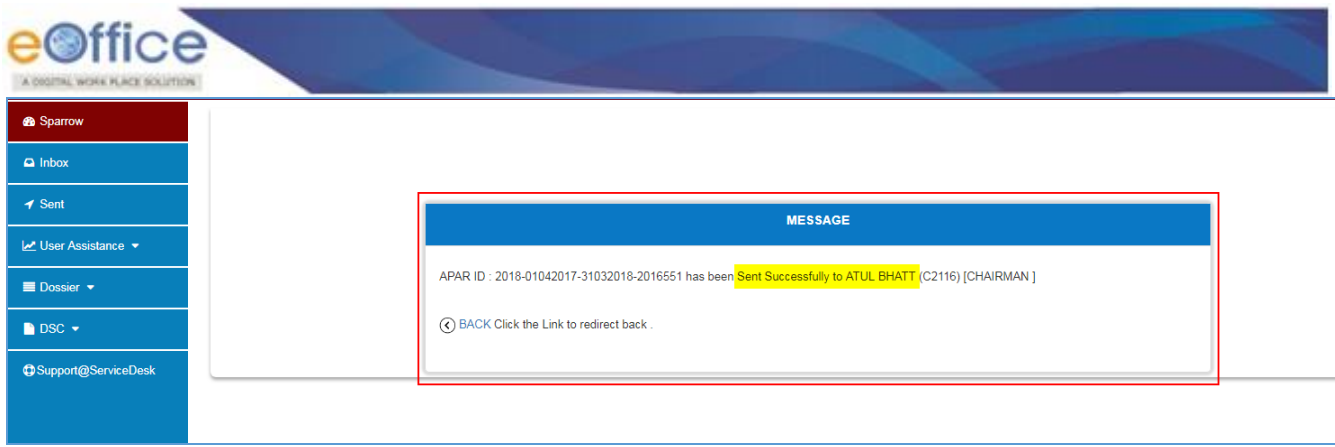 eOffice
A DIGITAL WORK PLACE SOLUTION
Sparrow
Inbox
Sent
User Assistance
Dossier
DSC
Support@ServiceDesk
MESSAGE
APAR ID : 2018-01042017-31032018-2016551 has been Sent Successfully to ATUL BHATT (C2116) [CHAIRMAN ]
BACK Click the Link to redirect back .